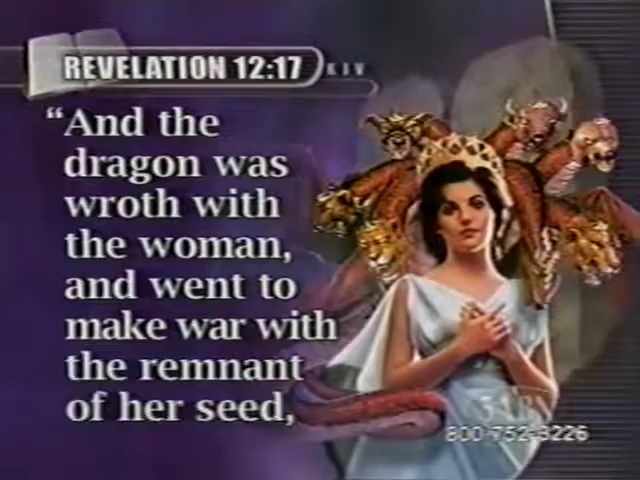 REVELATION 12:17 KJV
“And the
dragon was
wroth with
the woman,
and went to
make war with
the remnant
of her seed,
3ABN
800-752-3226